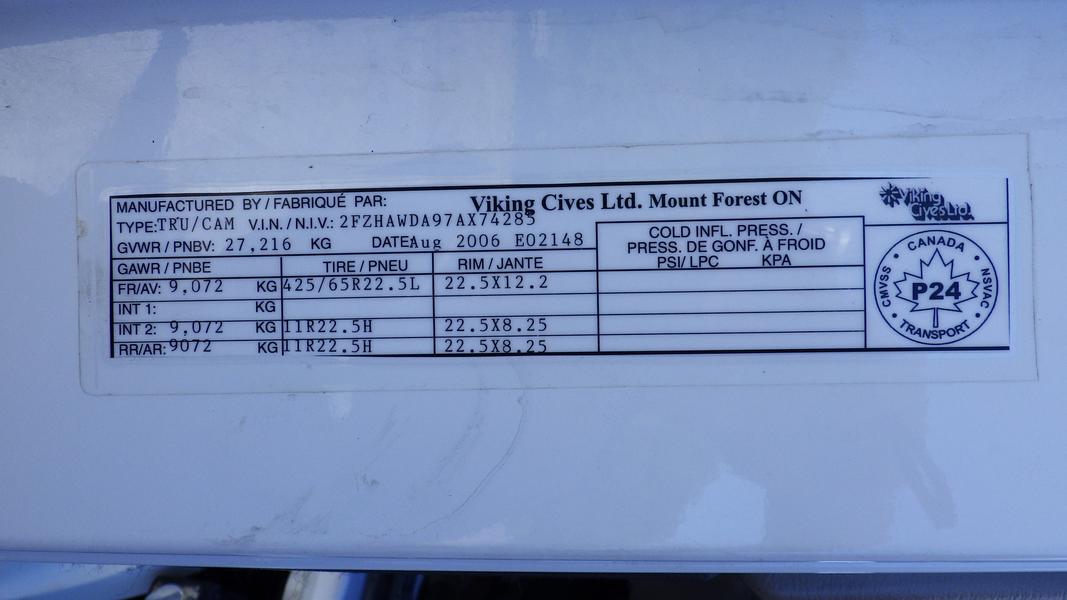 MANUFACTURED BY / FABRIQUÉ PAR: Viking Cives Ltd. Mount Forest ON
TYPE:TRU/CAM V.I.N. / N.I.V.: 2FZHAWDA97AX74285
GVWR / PNBV: 27,216 KG DATE Aug 2006 E02148
GAWR / PNBE TIRE / PNEU RIM / JANTE
FR/AV: 9,072 KG 425/65R22.5L 22.5X12.2
INT 1: KG
INT 2: 9,072 KG 11R22.5H 22.5X8.25
RR/AR: 9072 KG 11R22.5H 22.5X8.25
COLD INFL. PRESS. /
PRESS. DE GONF. À FROID
PSI/ LPC KPA
Viking
Cives Ltd.
CANADA
CMVSS
P24
NSVAC
TRANSPORT